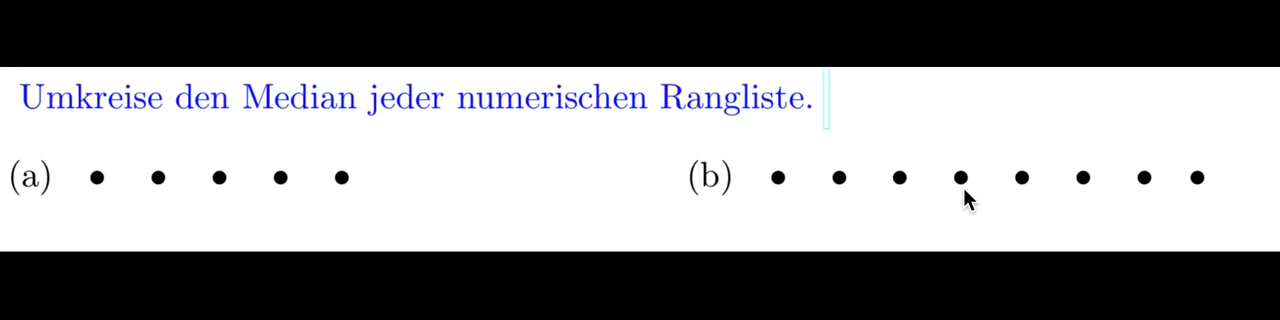 Umkreise den Median jeder numerischen Rangliste.
(a) • • • • • (b) • • • • • • • •